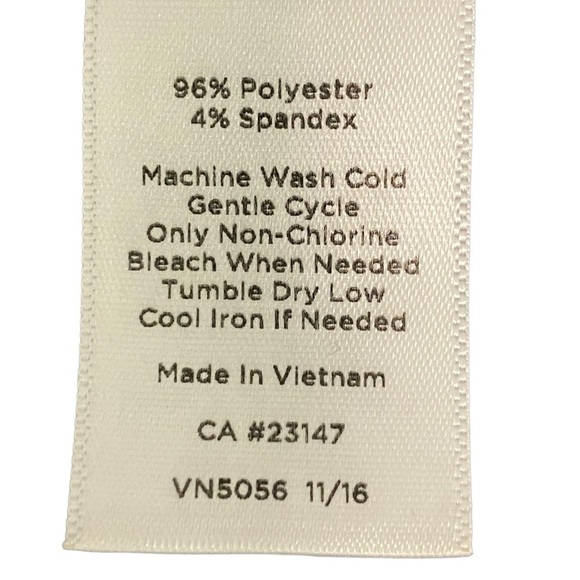 96% Polyester
4% Spandex
Machine Wash Cold
Gentle Cycle
Only Non-Chlorine
Bleach When Needed
Tumble Dry Low
Cool Iron If Needed
Made In Vietnam
CA #23147
VN5056 11/16